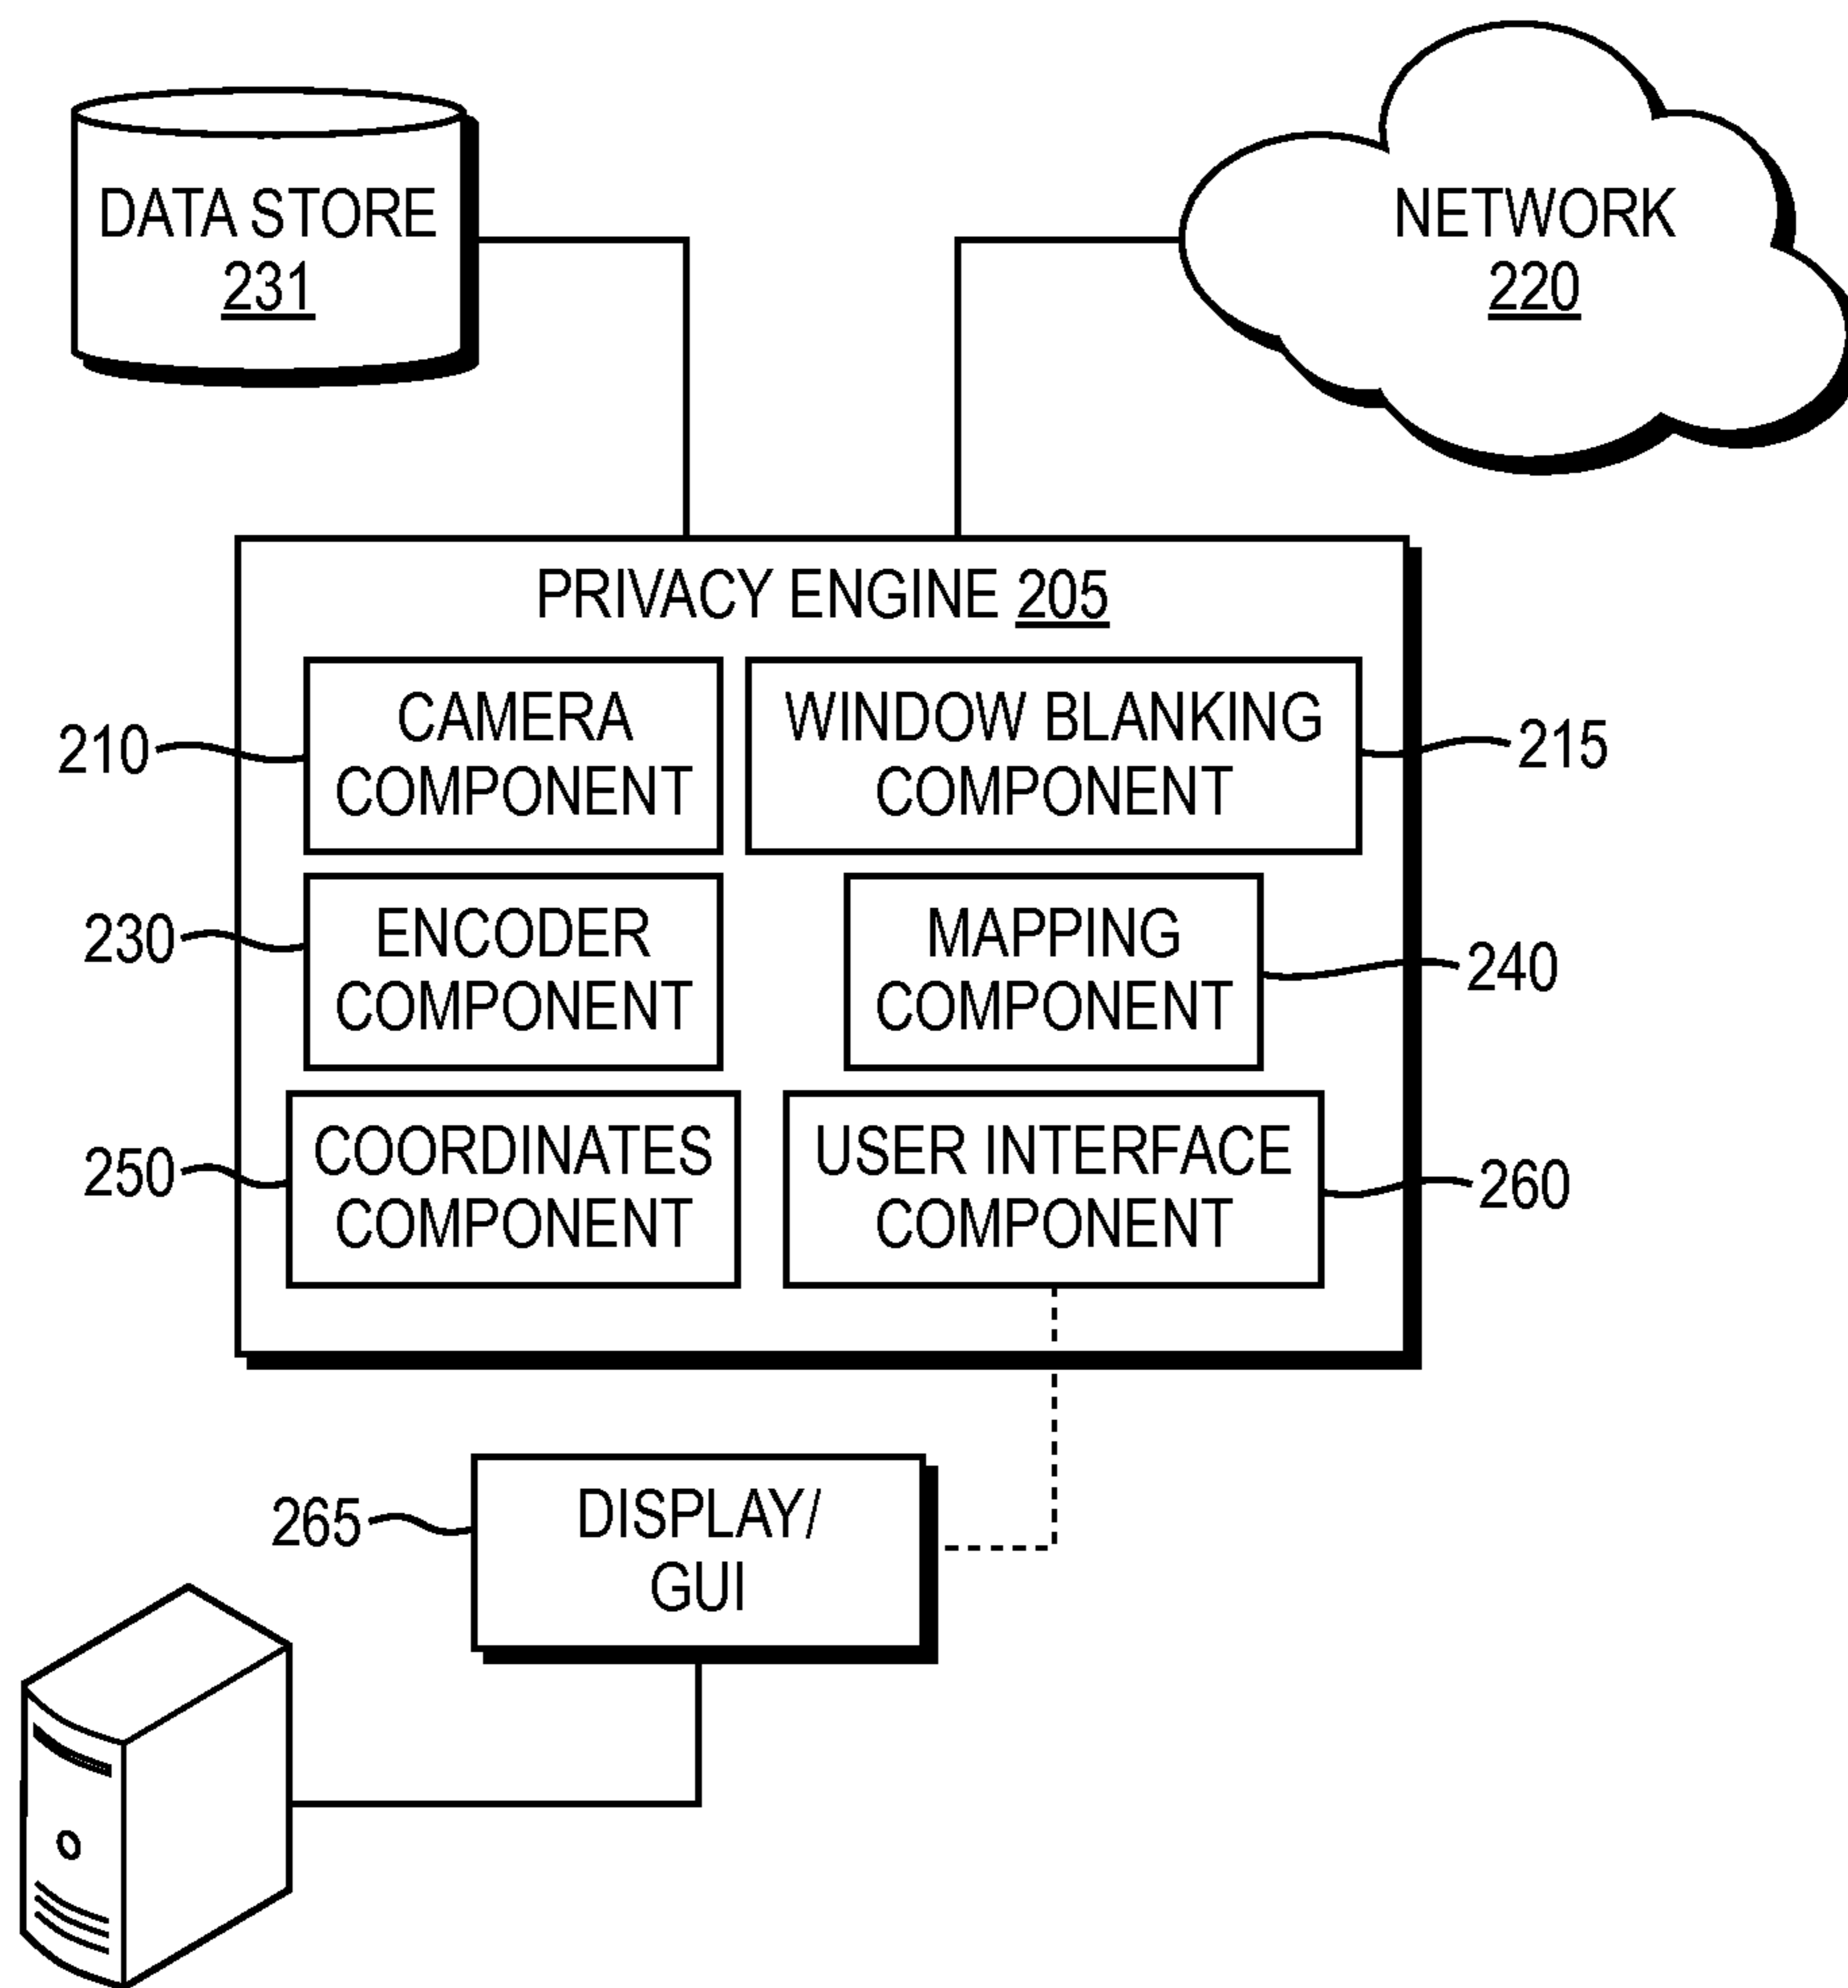 DATA STORE
231
NETWORK
220
PRIVACY ENGINE 205
CAMERA
COMPONENT
210
WINDOW BLANKING
COMPONENT
215
ENCODER
COMPONENT
230
MAPPING
COMPONENT
240
COORDINATES
COMPONENT
250
USER INTERFACE
COMPONENT
260
DISPLAY/
GUI
265